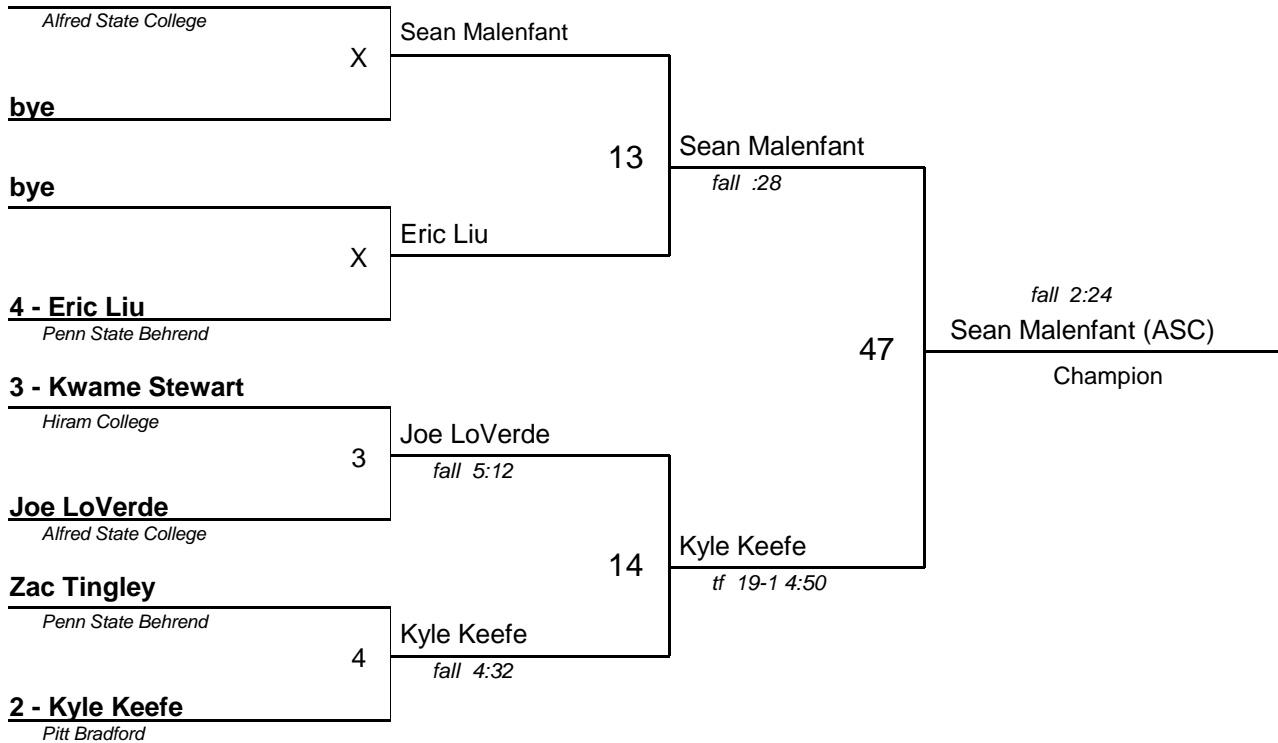 Alfred State College
Sean Malenfant
X
bye
13
Sean Malenfant
fall :28
bye
Eric Liu
X
4 - Eric Liu
Penn State Behrend
fall 2:24
Sean Malenfant (ASC)
47
Champion
3 - Kwame Stewart
Hiram College
Joe LoVerde
3
fall 5:12
Joe LoVerde
Alfred State College
Kyle Keefe
14
tf 19-1 4:50
Zac Tingley
Penn State Behrend
Kyle Keefe
4
fall 4:32
2 - Kyle Keefe
Pitt Bradford